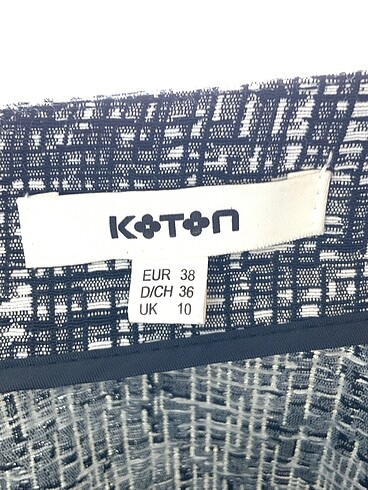 KOTON
EUR 38
D/CH 36
UK 10